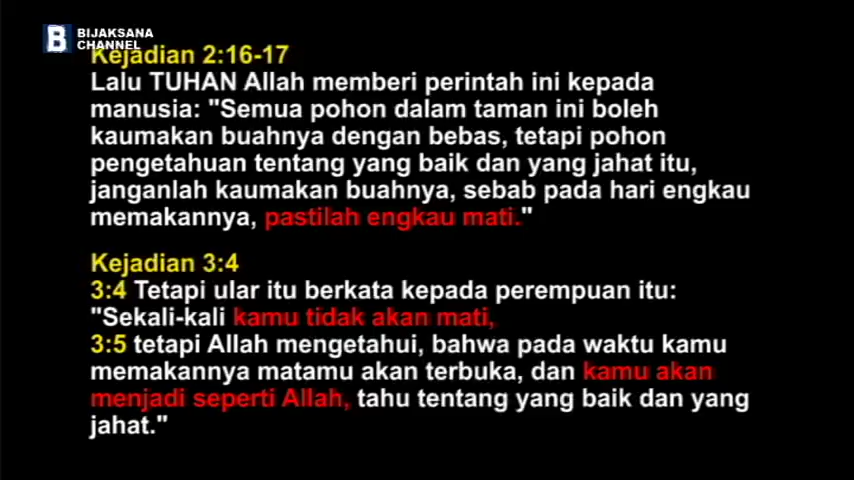 BIJAKSANA
CHANNEL
Kejadian 2:16-17
Lalu TUHAN Allah memberi perintah ini kepada
manusia: "Semua pohon dalam taman ini boleh
kaumakan buahnya dengan bebas, tetapi pohon
pengetahuan tentang yang baik dan yang jahat itu,
janganlah kaumakan buahnya, sebab pada hari engkau
memakannya, pastilah engkau mati."
Kejadian 3:4
3:4 Tetapi ular itu berkata kepada perempuan itu:
"Sekali-kali kamu tidak akan mati,
3:5 tetapi Allah mengetahui, bahwa pada waktu kamu
memakannya matamu akan terbuka, dan kamu akan
menjadi seperti Allah, tahu tentang yang baik dan yang
jahat."